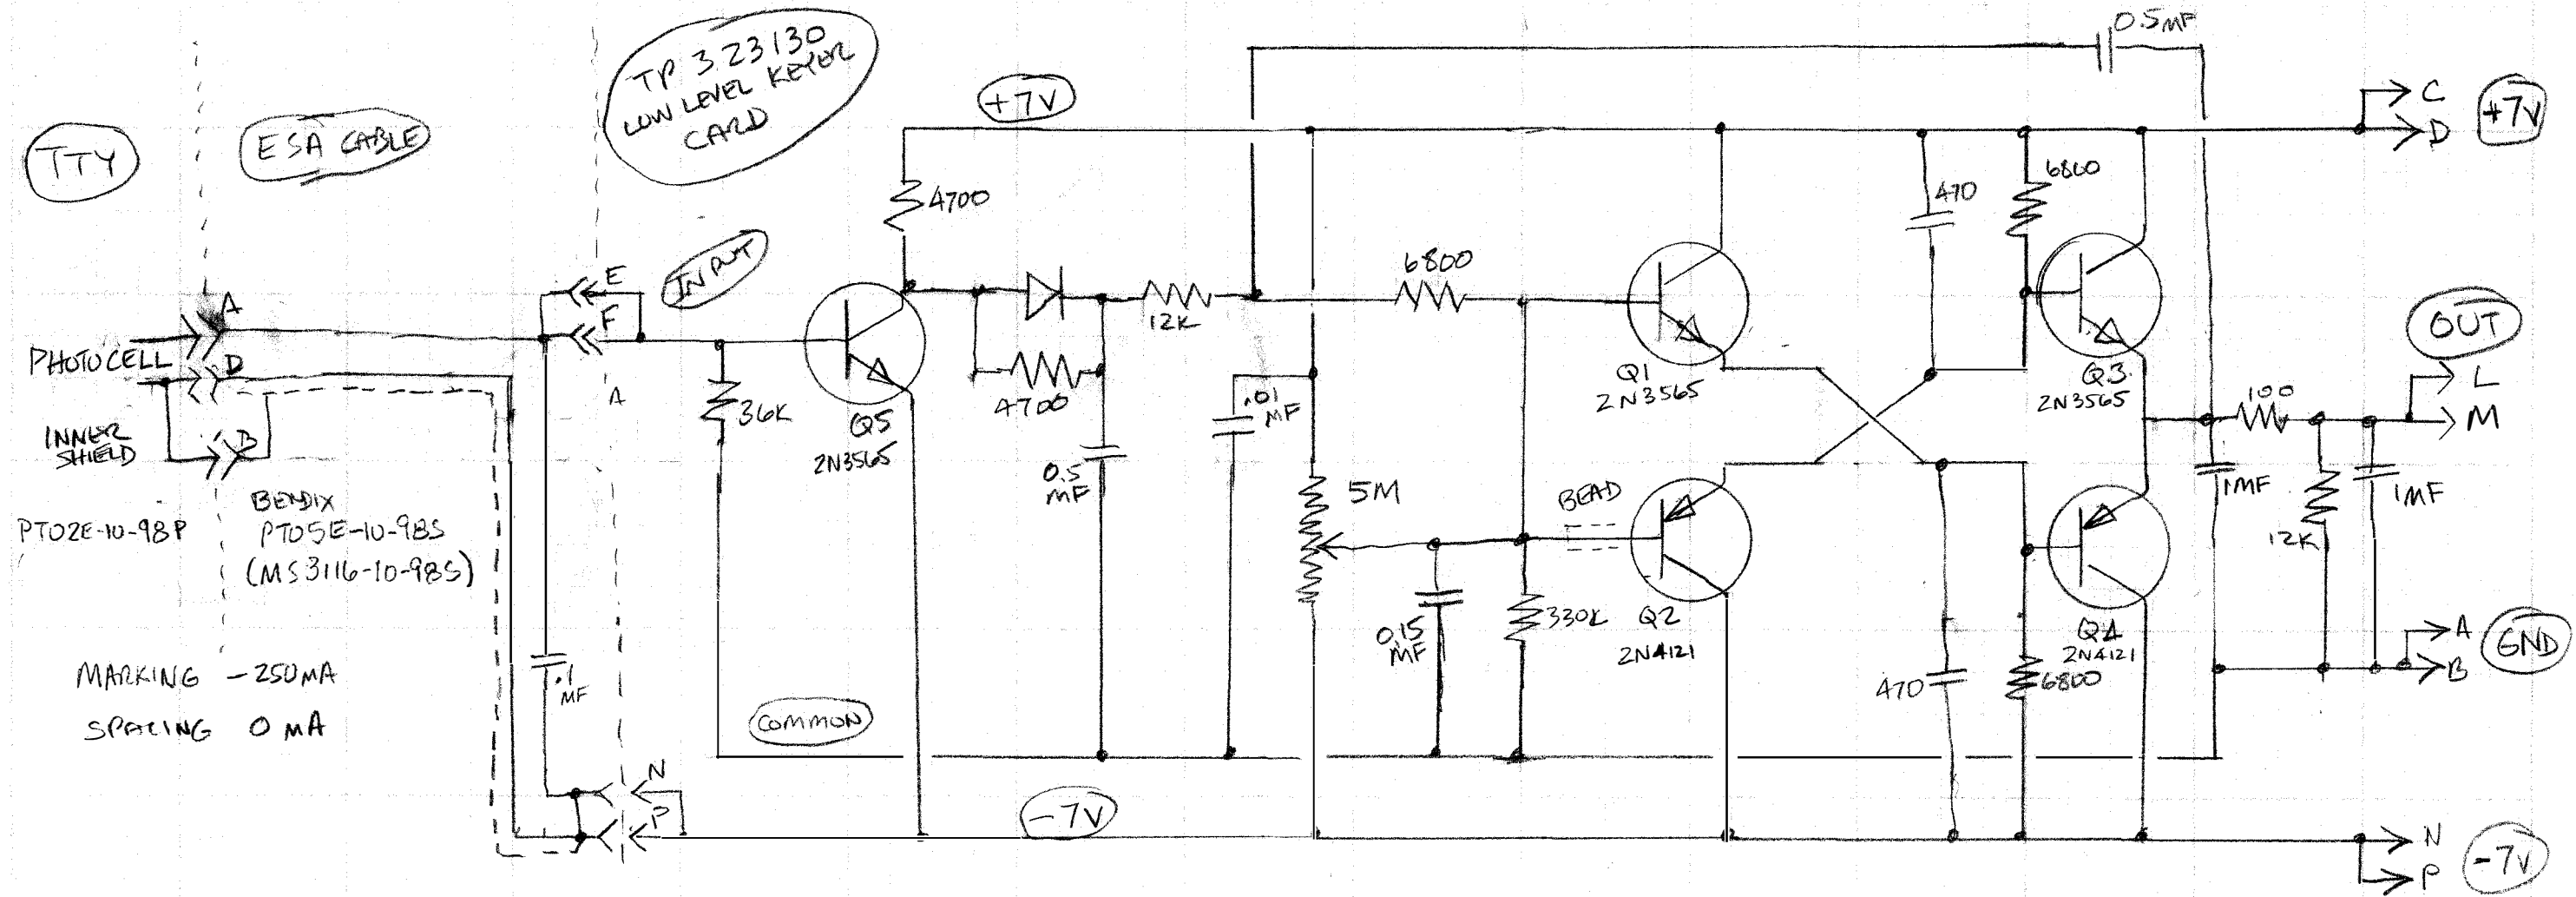 TP 323130
LOW LEVEL KEYER
CARD
0.5MF
+7V
C
D
+7V
TTY
ESA CABLE
4700
470
6800
INPUT
E
F
A
A
PHOTOCELL
D
INNER
SHIELD
B
36K
Q5
2N3565
12K
4700
0.5
MF
.01
MF
6800
5M
Q1
2N3565
Q3
2N3565
OUT
L
M
100
1MF
12K
1MF
PT02E-10-98P
BENDIX
PT05E-10-98S
(MS3116-10-98S)
BEAD
0.15
MF
330K
Q2
2N4121
470
Q4
2N4121
6800
A
B
GND
MARKING -250MA
SPACING 0 MA
.1
MF
COMMON
N
P
-7V
N
P
-7V